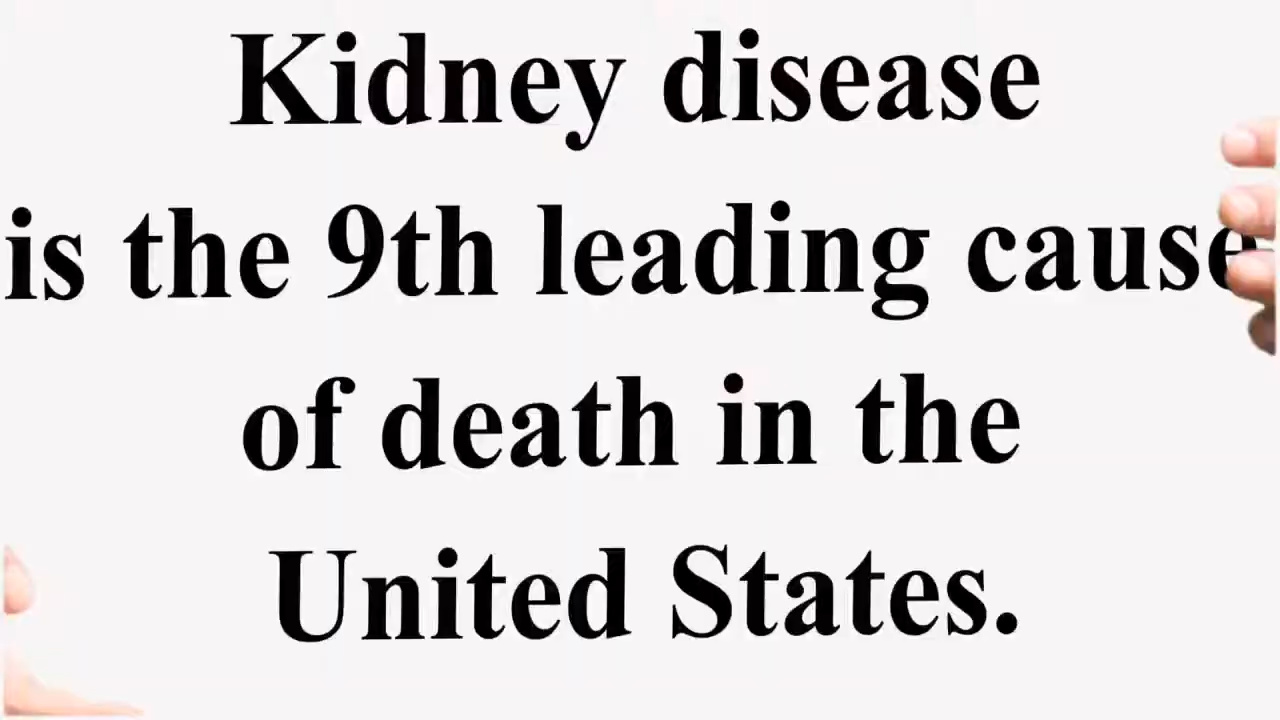 Kidney disease
is the 9th leading cause
of death in the
United States.